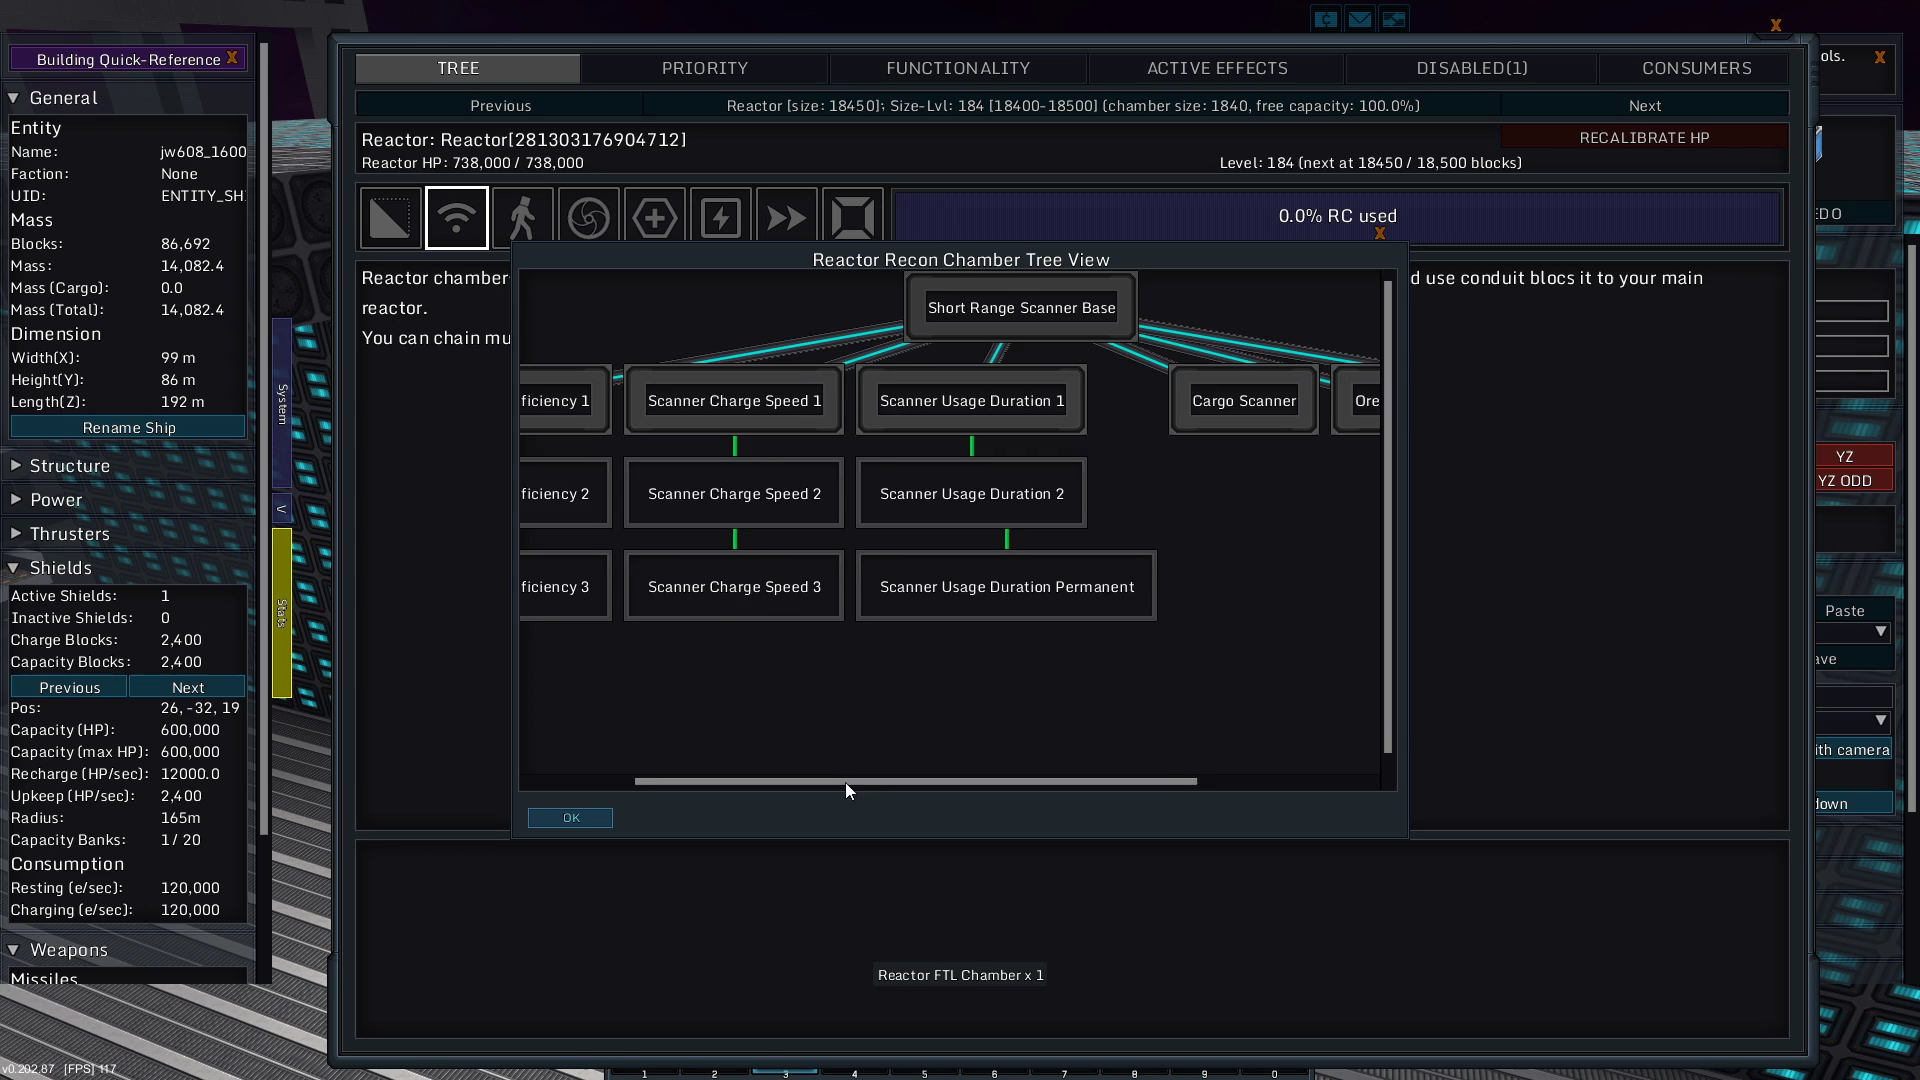 Building Quick-Reference X
General
Entity
Name: jw608_1600
Faction: None
UID: ENTITY_SH
Mass
Blocks: 86,692
Mass: 14,082.4
Mass (Cargo): 0.0
Mass (Total): 14,082.4
Dimension
Width(X): 99 m
Height(Y): 86 m
Length(Z): 192 m
Rename Ship
Structure
Power
Thrusters
Shields
Active Shields: 1
Inactive Shields: 0
Charge Blocks: 2,400
Capacity Blocks: 2,400
Previous Next
Pos: 26, -32, 19
Capacity (HP): 600,000
Capacity (max HP): 600,000
Recharge (HP/sec): 12000.0
Upkeep (HP/sec): 2,400
Radius: 165m
Capacity Banks: 1 / 20
Consumption
Resting (e/sec): 120,000
Charging (e/sec): 120,000
Weapons
Missiles
v0.202.87 [FPS] 117
System
V
Stats
X
TREE PRIORITY FUNCTIONALITY ACTIVE EFFECTS DISABLED(1) CONSUMERS
Previous Reactor [size: 18450]; Size-Lvl: 184 [18400-18500] (chamber size: 1840, free capacity: 100.0%) Next
Reactor: Reactor[281303176904712] RECALIBRATE HP
Reactor HP: 738,000 / 738,000 Level: 184 (next at 18450 / 18,500 blocks)
0.0% RC used
X
Reactor chamber d use conduit blocs it to your main
reactor.
You can chain mu
Reactor Recon Chamber Tree View
Short Range Scanner Base
ficiency 1 Scanner Charge Speed 1 Scanner Usage Duration 1 Cargo Scanner Ore
ficiency 2 Scanner Charge Speed 2 Scanner Usage Duration 2
ficiency 3 Scanner Charge Speed 3 Scanner Usage Duration Permanent
OK
Reactor FTL Chamber x 1
1 2 3 4 5 6 7 8 9 0
ols. X
EDO
YZ
YZ ODD
Paste
ave
ith camera
down